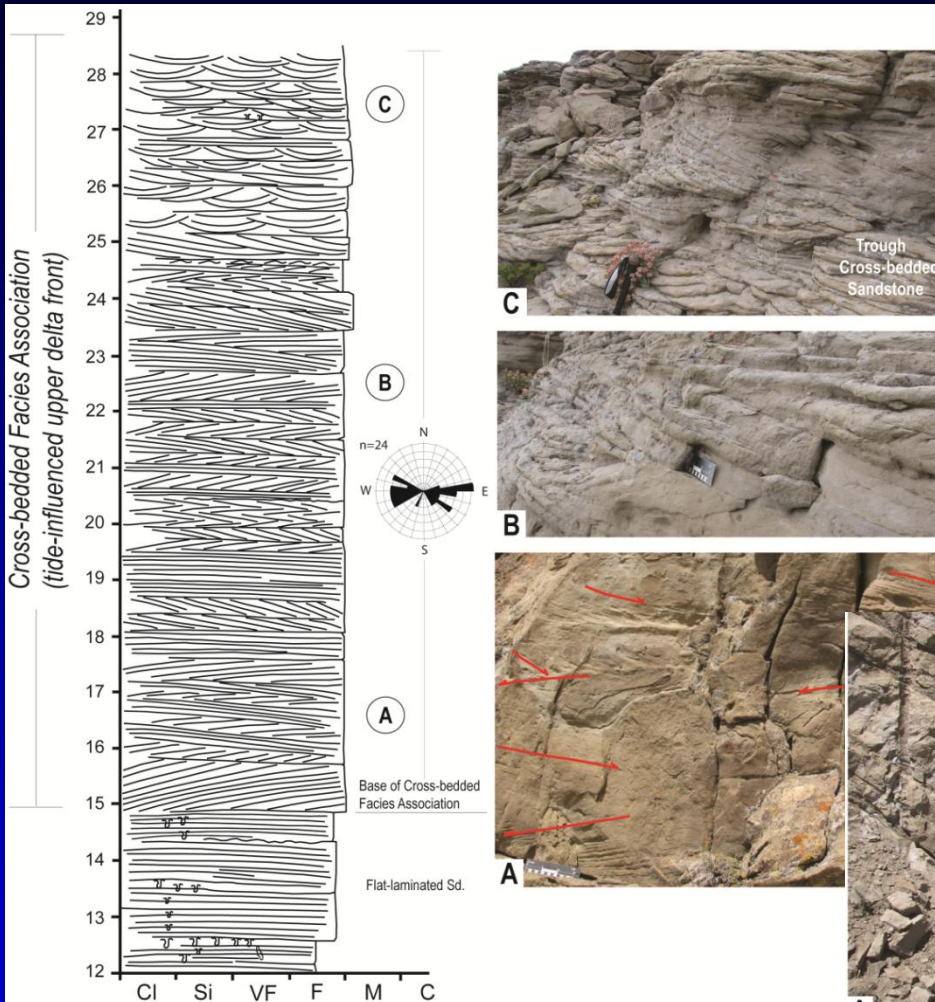 29
28
27
26
25
24
23
22
21
20
19
18
17
16
15
14
13
12
Cl Si VF F M C
Cross-bedded Facies Association
(tide-influenced upper delta front)
C
B
A
n=24
N
W
E
S
Base of Cross-bedded
Facies Association
Flat-laminated Sd.
Trough
Cross-bedded
Sandstone
C
B
A